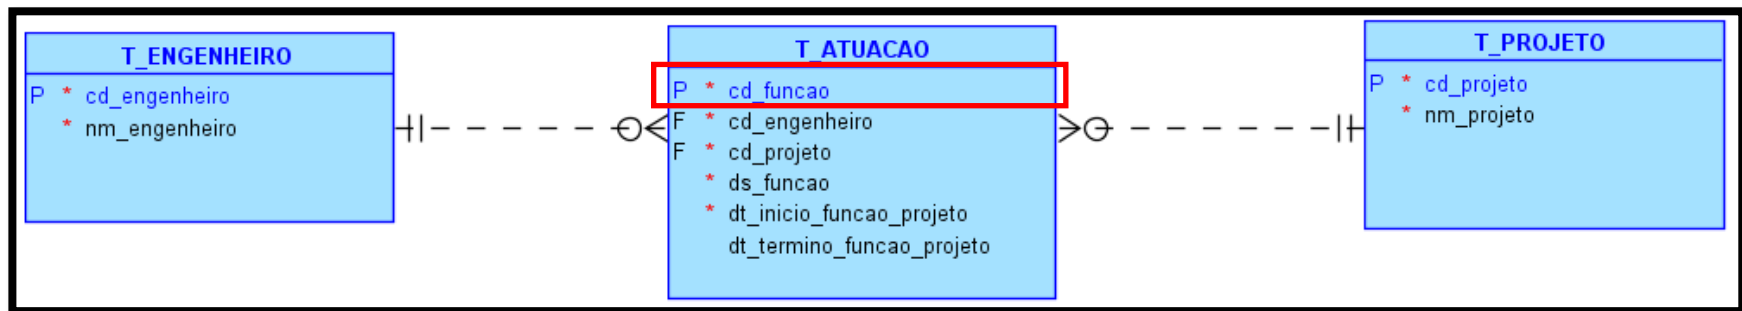 T_ENGENHEIRO
P * cd_engenheiro
* nm_engenheiro
T_ATUACAO
P * cd_funcao
F * cd_engenheiro
F * cd_projeto
* ds_funcao
* dt_inicio_funcao_projeto
dt_termino_funcao_projeto
T_PROJETO
P * cd_projeto
* nm_projeto